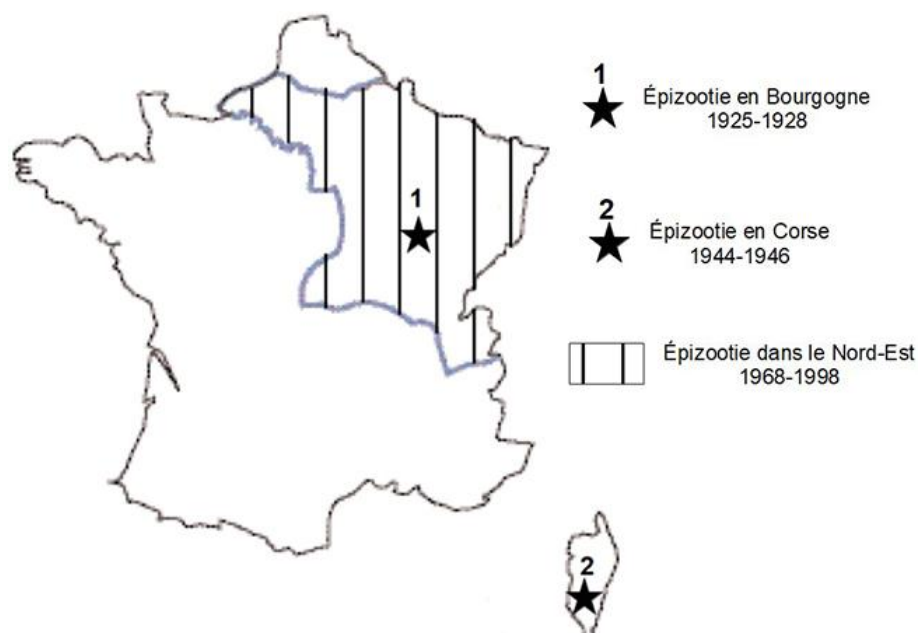 1
Épizootie en Bourgogne
1925-1928
1
2
Épizootie en Corse
1944-1946
Épizootie dans le Nord-Est
1968-1998
2